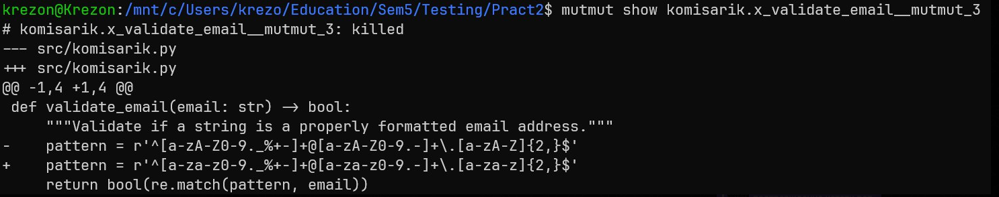 krezon@Krezon:/mnt/c/Users/krezo/Education/Sem5/Testing/Pract2$ mutmut show komisarik.x_validate_email__mutmut_3
# komisarik.x_validate_email__mutmut_3: killed
--- src/komisarik.py
+++ src/komisarik.py
@@ -1,4 +1,4 @@
 def validate_email(email: str) -> bool:
     """Validate if a string is a properly formatted email address."""
-    pattern = r'^[a-zA-Z0-9._%+-]+@[a-zA-Z0-9.-]+\.[a-zA-Z]{2,}$'
+    pattern = r'^[a-za-z0-9._%+-]+@[a-za-z0-9.-]+\.[a-za-z]{2,}$'
     return bool(re.match(pattern, email))